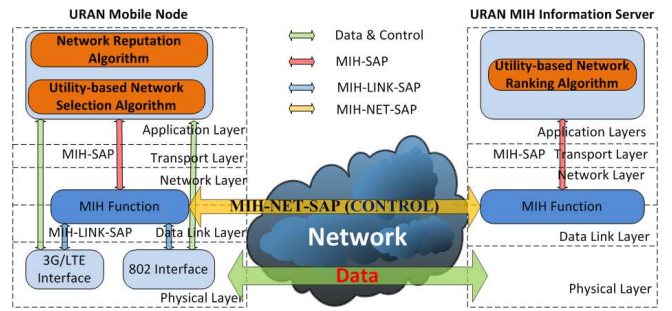 URAN Mobile Node
URAN MIH Information Server
Network Reputation
Algorithm
Utility-based Network
Selection Algorithm
Application Layer
MIH-SAP
Transport Layer
Network Layer
MIH Function
MIH-LINK-SAP
Data Link Layer
3G/LTE
Interface
802 Interface
Physical Layer
Data & Control
MIH-SAP
MIH-LINK-SAP
MIH-NET-SAP
MIH-NET-SAP (CONTROL)
Network
Data
Utility-based Network
Ranking Algorithm
Application Layers
MIH-SAP
Transport Layer
Network Layer
MIH Function
Data Link Layer
Physical Layer